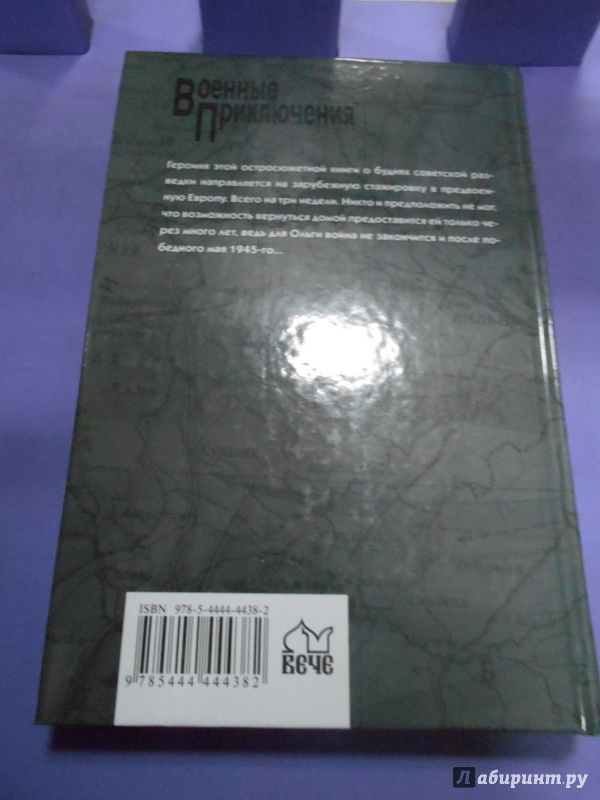 Военные
Приключения
Героиня этой остросюжетной книги о буднях советской раз-
ведки направляется на зарубежную стажировку в предвоен-
ную Европу. Всего на три недели. Никто и предположить не мог,
что возможность вернуться домой предоставится ей только че-
рез много лет, ведь для Ольги война не закончится и после по-
бедного мая 1945-го...
ISBN 978-5-4444-4438-2
9 785444 444382
ВЕЧЕ
Лабиринт.ру